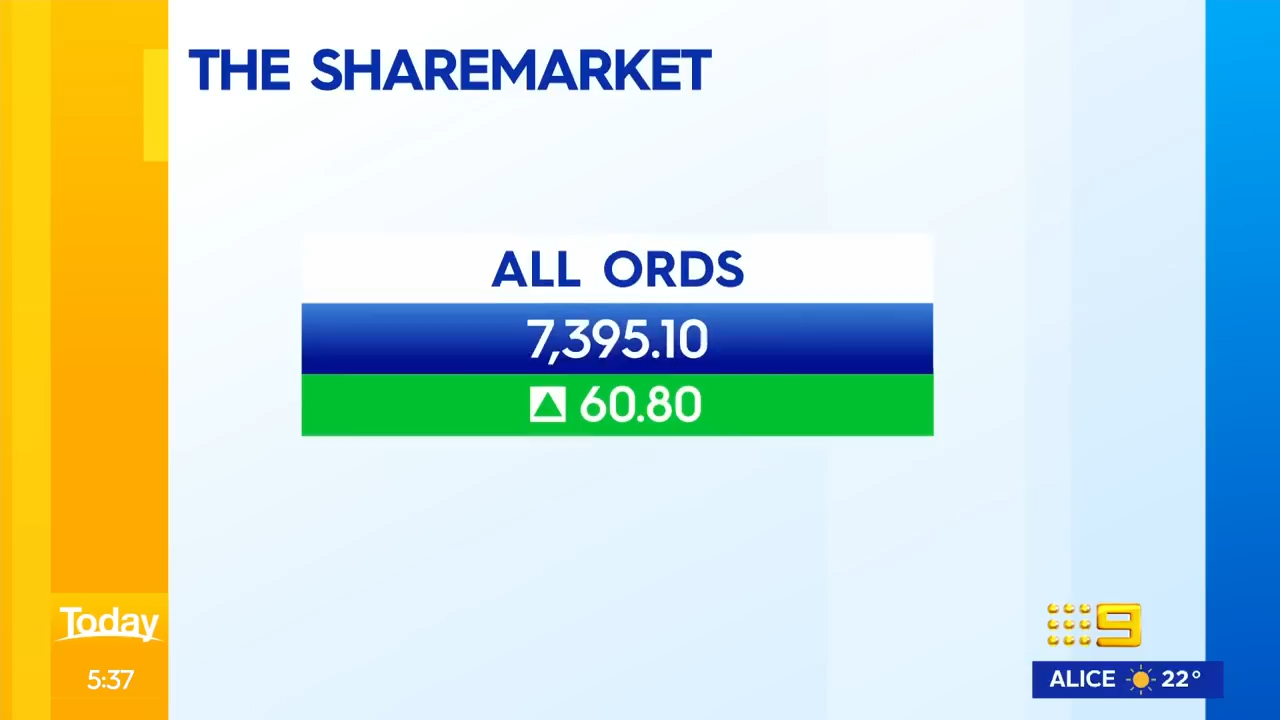 THE SHAREMARKET
ALL ORDS
7,395.10
60.80
Today
5:37
9
ALICE 22°